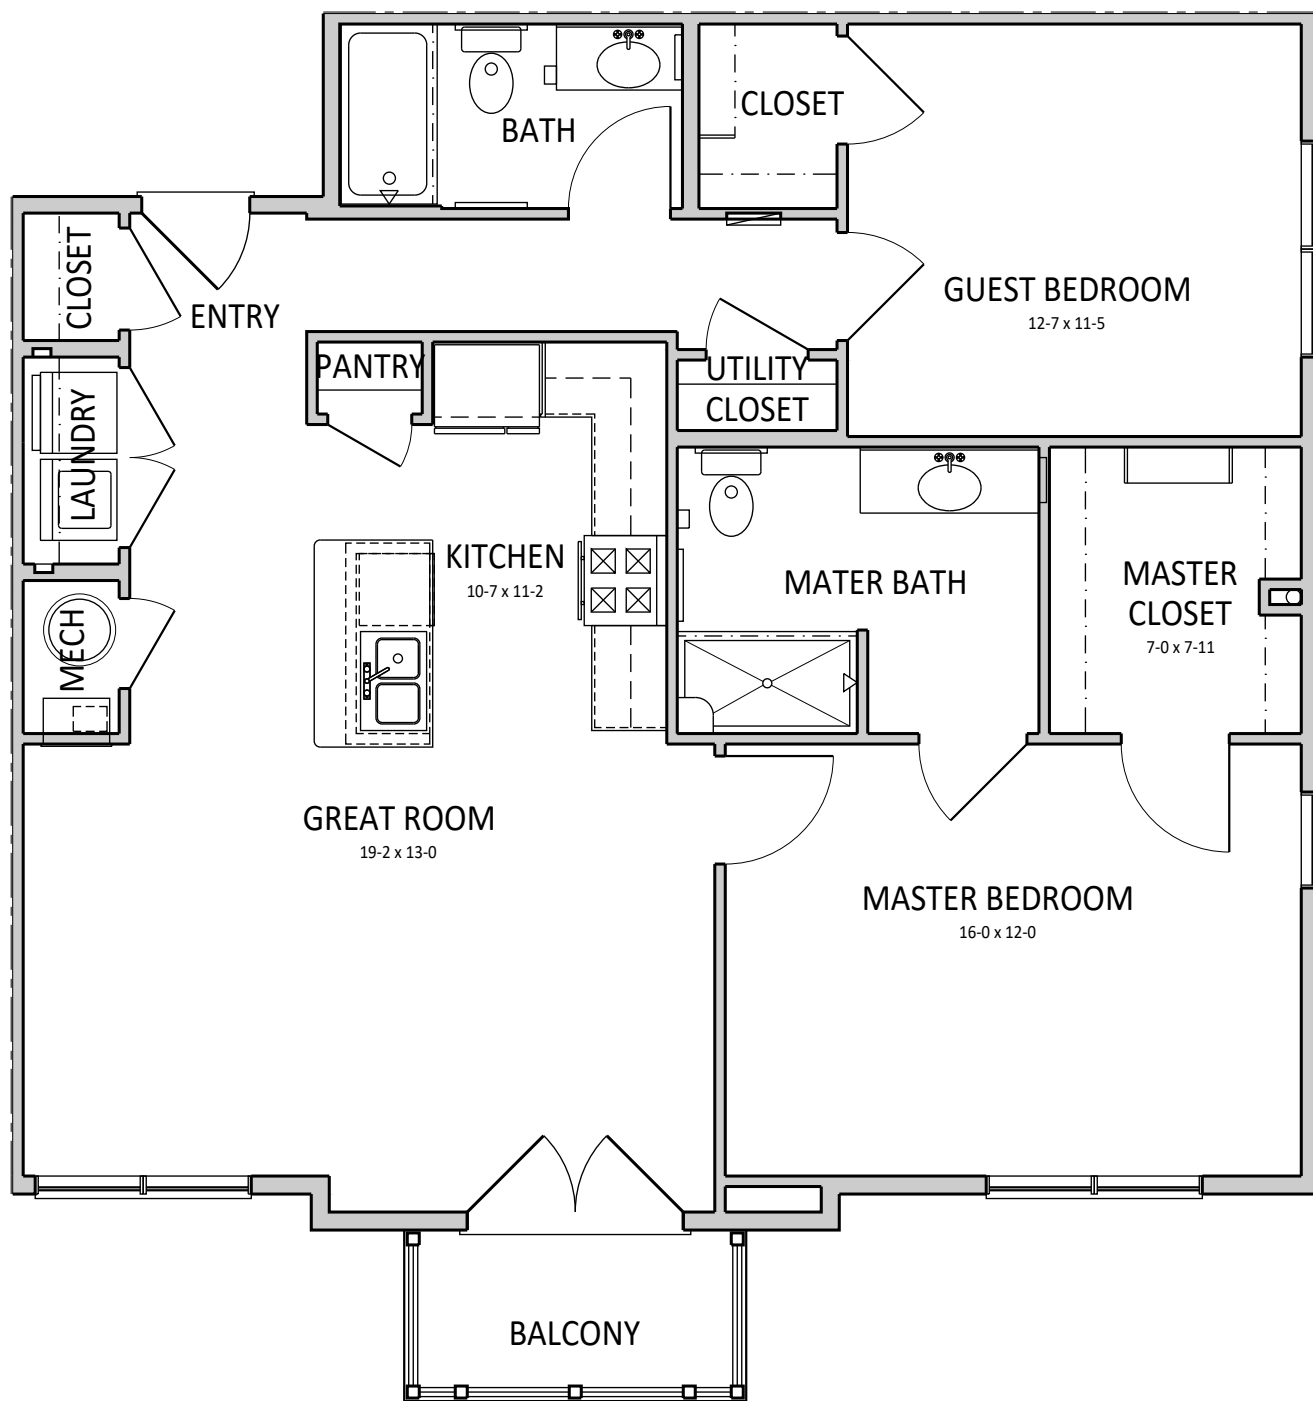 BATH
CLOSET
CLOSET
ENTRY
GUEST BEDROOM
12-7 x 11-5
PANTRY
UTILITY
CLOSET
LAUNDRY
KITCHEN
10-7 x 11-2
MATER BATH
MASTER
CLOSET
7-0 x 7-11
MECH
GREAT ROOM
19-2 x 13-0
MASTER BEDROOM
16-0 x 12-0
BALCONY